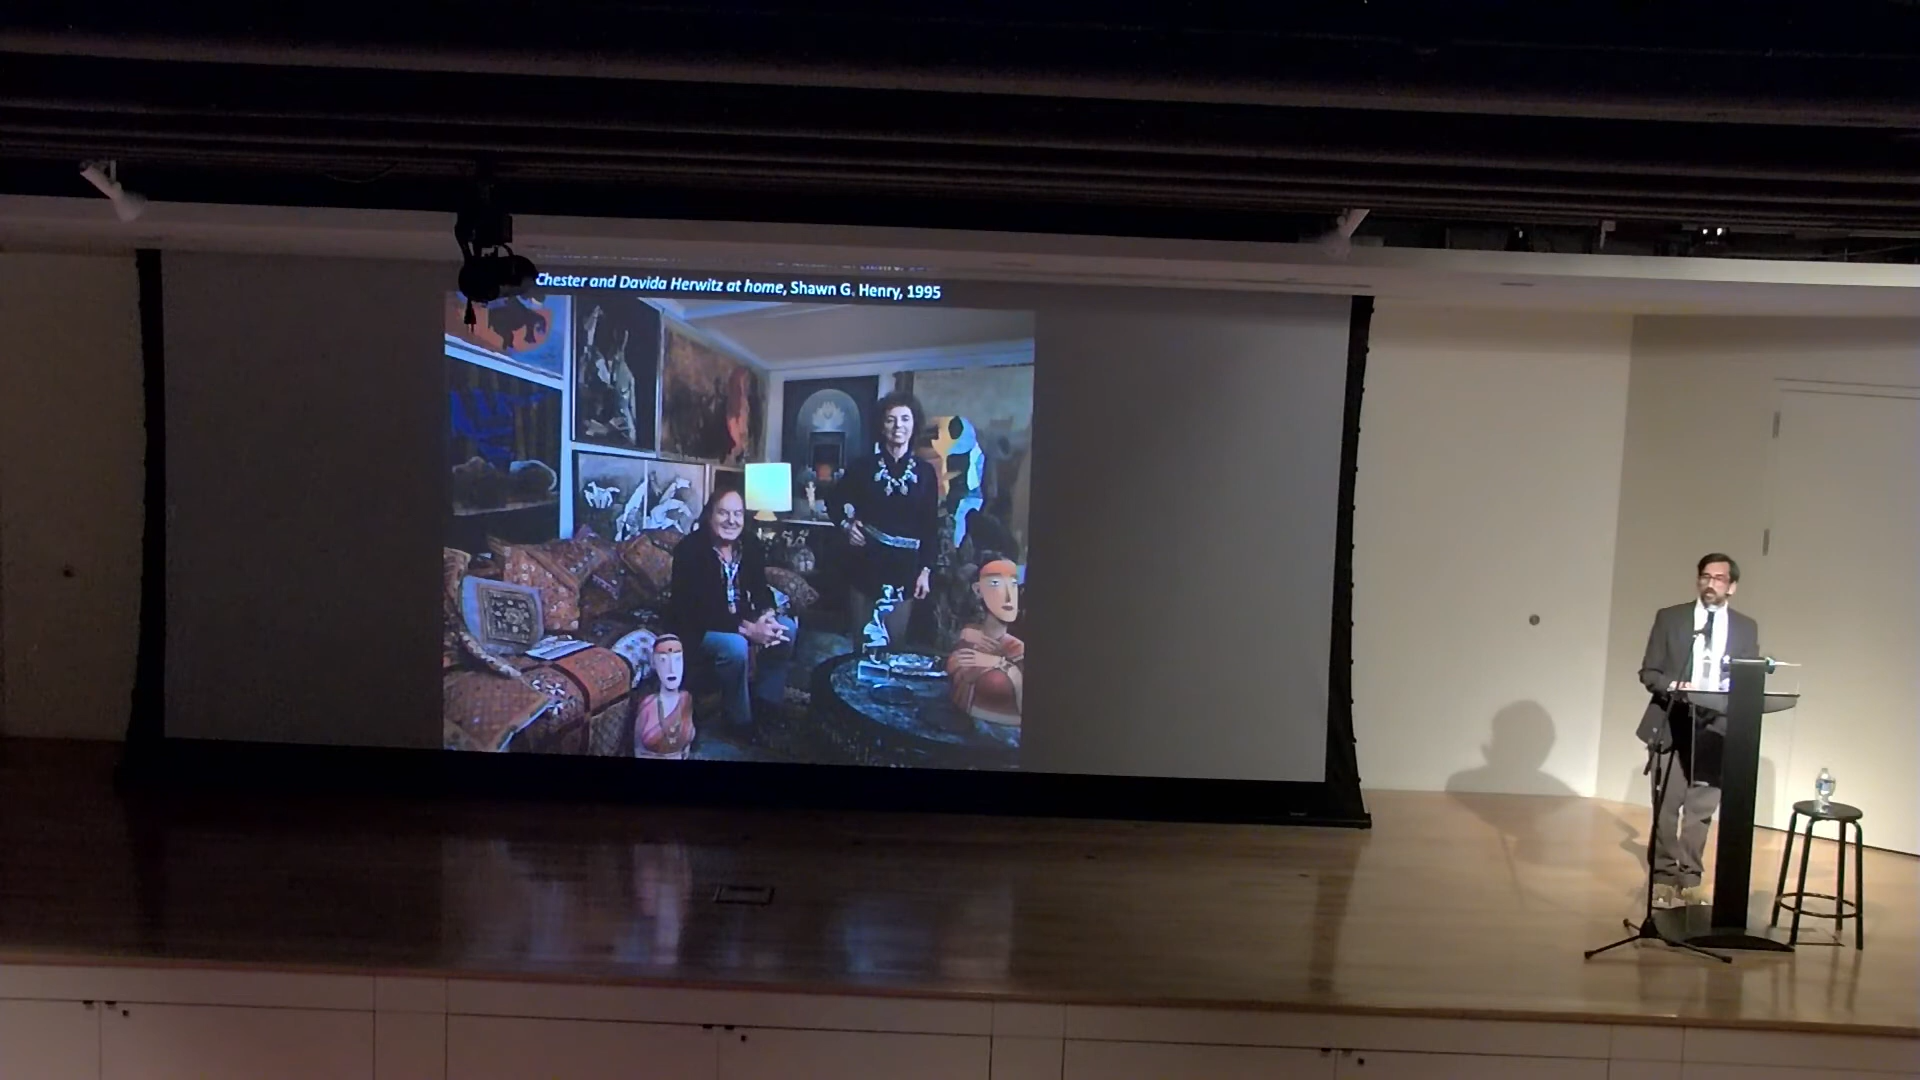 Chester and Davida Herwitz at home, Shawn G. Henry, 1995